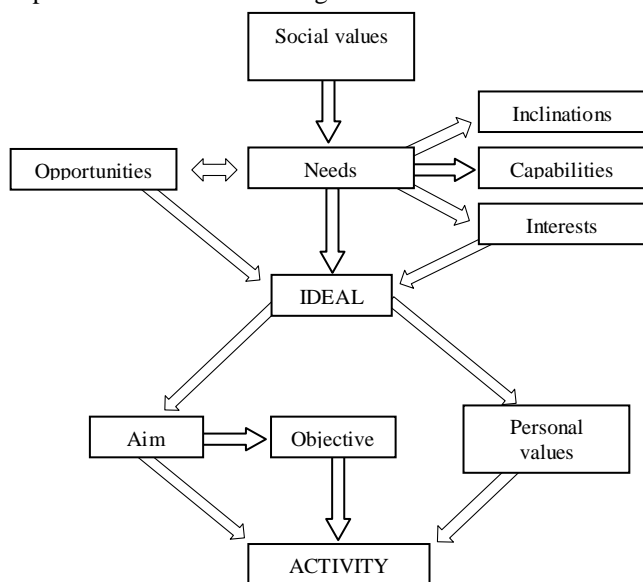 Social values
Inclinations
Opportunities
Needs
Capabilities
Interests
IDEAL
Aim
Objective
Personal
values
ACTIVITY